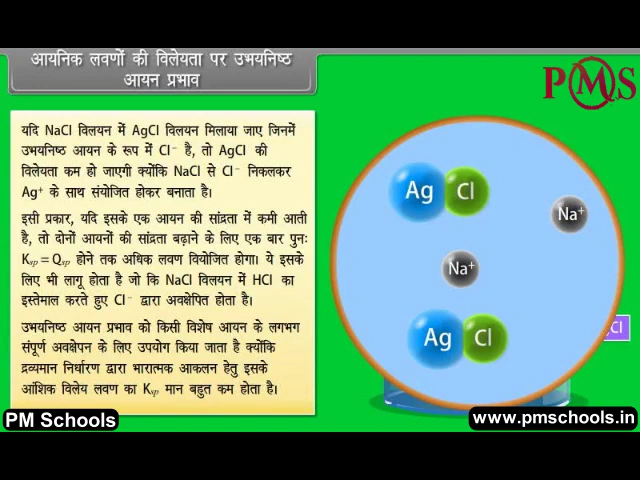 आयनिक लवणों की विलेयता पर उभयनिष्ठ
आयन प्रभाव
PMS
यदि NaCl विलयन में AgCl विलयन मिलाया जाए जिनमें
उभयनिष्ठ आयन के रूप में Cl⁻ है, तो AgCl की
विलेयता कम हो जाएगी क्योंकि NaCl से Cl⁻ निकलकर
Ag⁺ के साथ संयोजित होकर बनाता है।
इसी प्रकार, यदि इसके एक आयन की सांद्रता में कमी आती
है, तो दोनों आयनों की सांद्रता बढ़ाने के लिए एक बार पुनः
Ksp = Qsp होने तक अधिक लवण वियोजित होगा। ये इसके
लिए भी लागू होता है जो कि NaCl विलयन में HCl का
इस्तेमाल करते हुए Cl⁻ द्वारा अवक्षेपित होता है।
उभयनिष्ठ आयन प्रभाव को किसी विशेष आयन के लगभग
संपूर्ण अवक्षेपन के लिए उपयोग किया जाता है क्योंकि
द्रव्यमान निर्धारण द्वारा भारात्मक आकलन हेतु इसके
आंशिक विलेय लवण का Ksp मान बहुत कम होता है।
Ag Cl
Na⁺
Na⁺
Ag Cl
Cl
PM Schools
www.pmschools.in